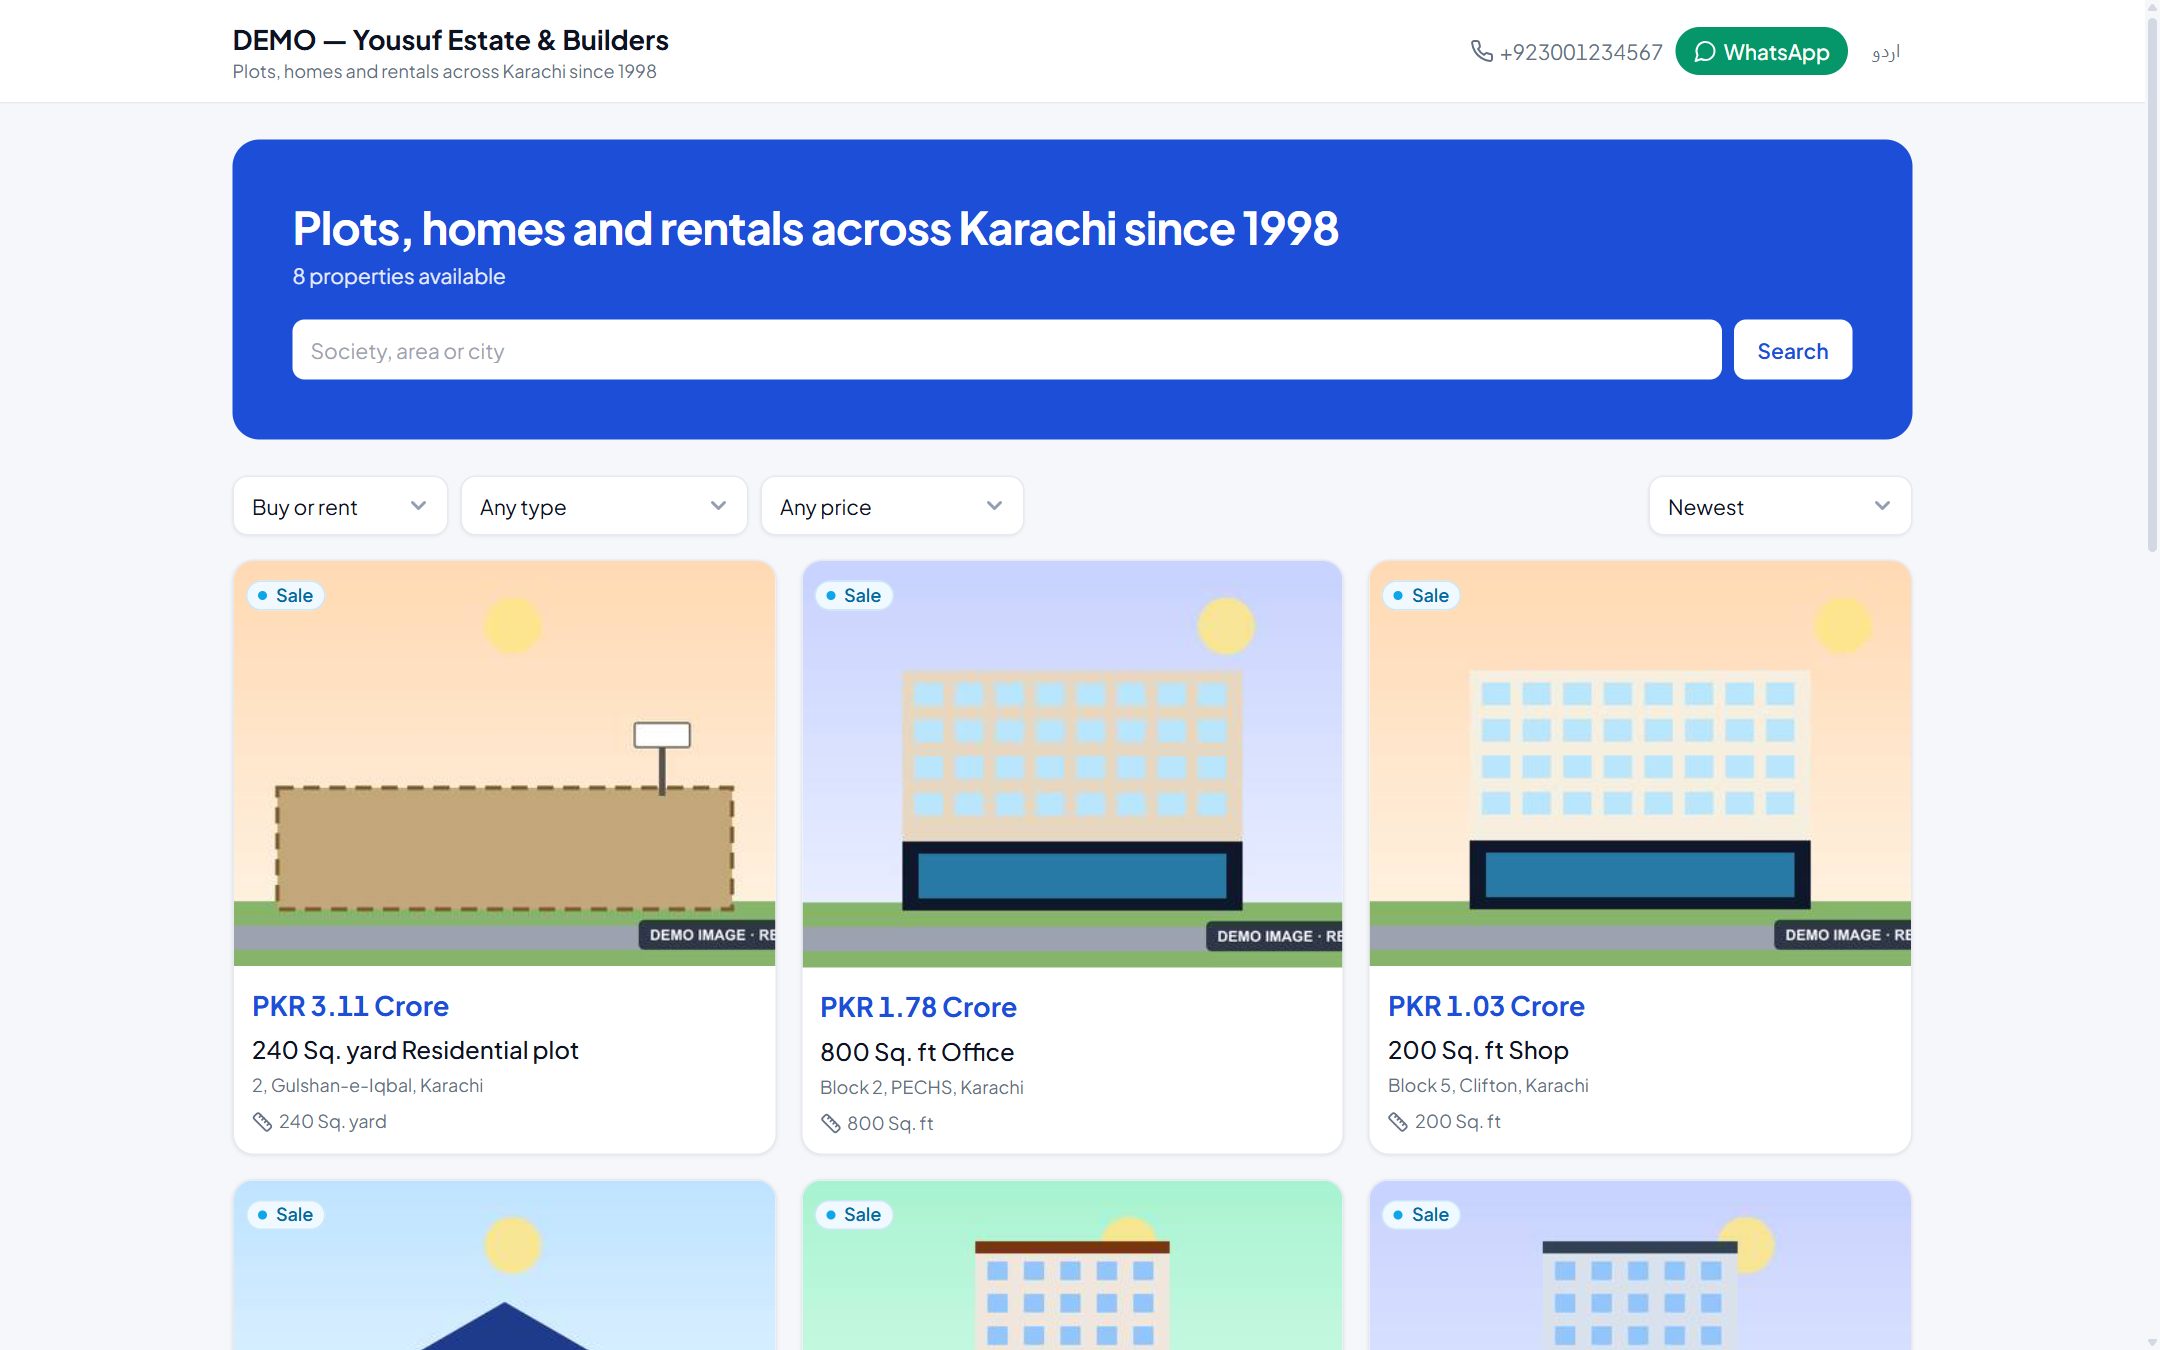 DEMO — Yousuf Estate & Builders
Plots, homes and rentals across Karachi since 1998
+923001234567
WhatsApp
اردو
Plots, homes and rentals across Karachi since 1998
8 properties available
Society, area or city
Search
Buy or rent
Any type
Any price
Newest
Sale
Sale
Sale
DEMO IMAGE · RE
DEMO IMAGE · RE
DEMO IMAGE · RE
PKR 3.11 Crore
240 Sq. yard Residential plot
2, Gulshan-e-Iqbal, Karachi
240 Sq. yard
PKR 1.78 Crore
800 Sq. ft Office
Block 2, PECHS, Karachi
800 Sq. ft
PKR 1.03 Crore
200 Sq. ft Shop
Block 5, Clifton, Karachi
200 Sq. ft
Sale
Sale
Sale